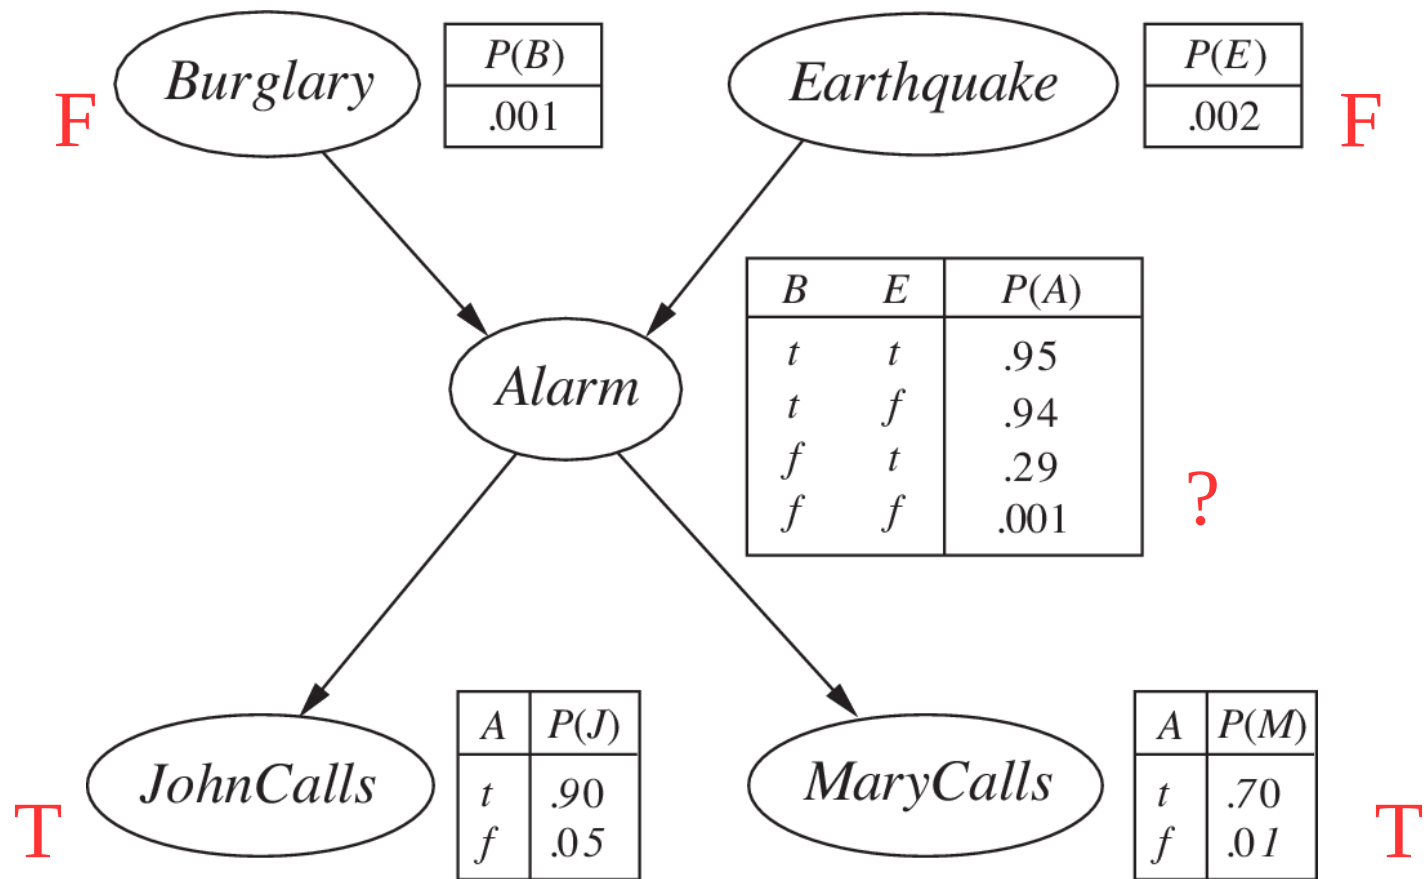 Burglary
P(B)
.001
Earthquake
P(E)
.002
F
F
B E P(A)
t t .95
t f .94
f t .29
f f .001
Alarm
?
JohnCalls
A P(J)
t .90
f .05
MaryCalls
A P(M)
t .70
f .01
T
T